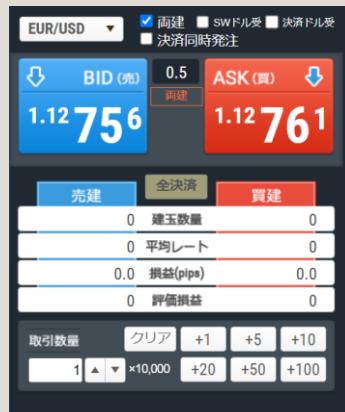 EUR/USD ▼ 両建 SWドル受 決済ドル受
決済同時発注
BID (売) 0.5 ASK (買)
両建
1.12 75 6 1.12 76 1
売建 全決済 買建
0 建玉数量 0
0 平均レート 0
0.0 損益(pips) 0.0
0 評価損益 0
取引数量 クリア +1 +5 +10
1 ▲ ▼ ×10,000 +20 +50 +100